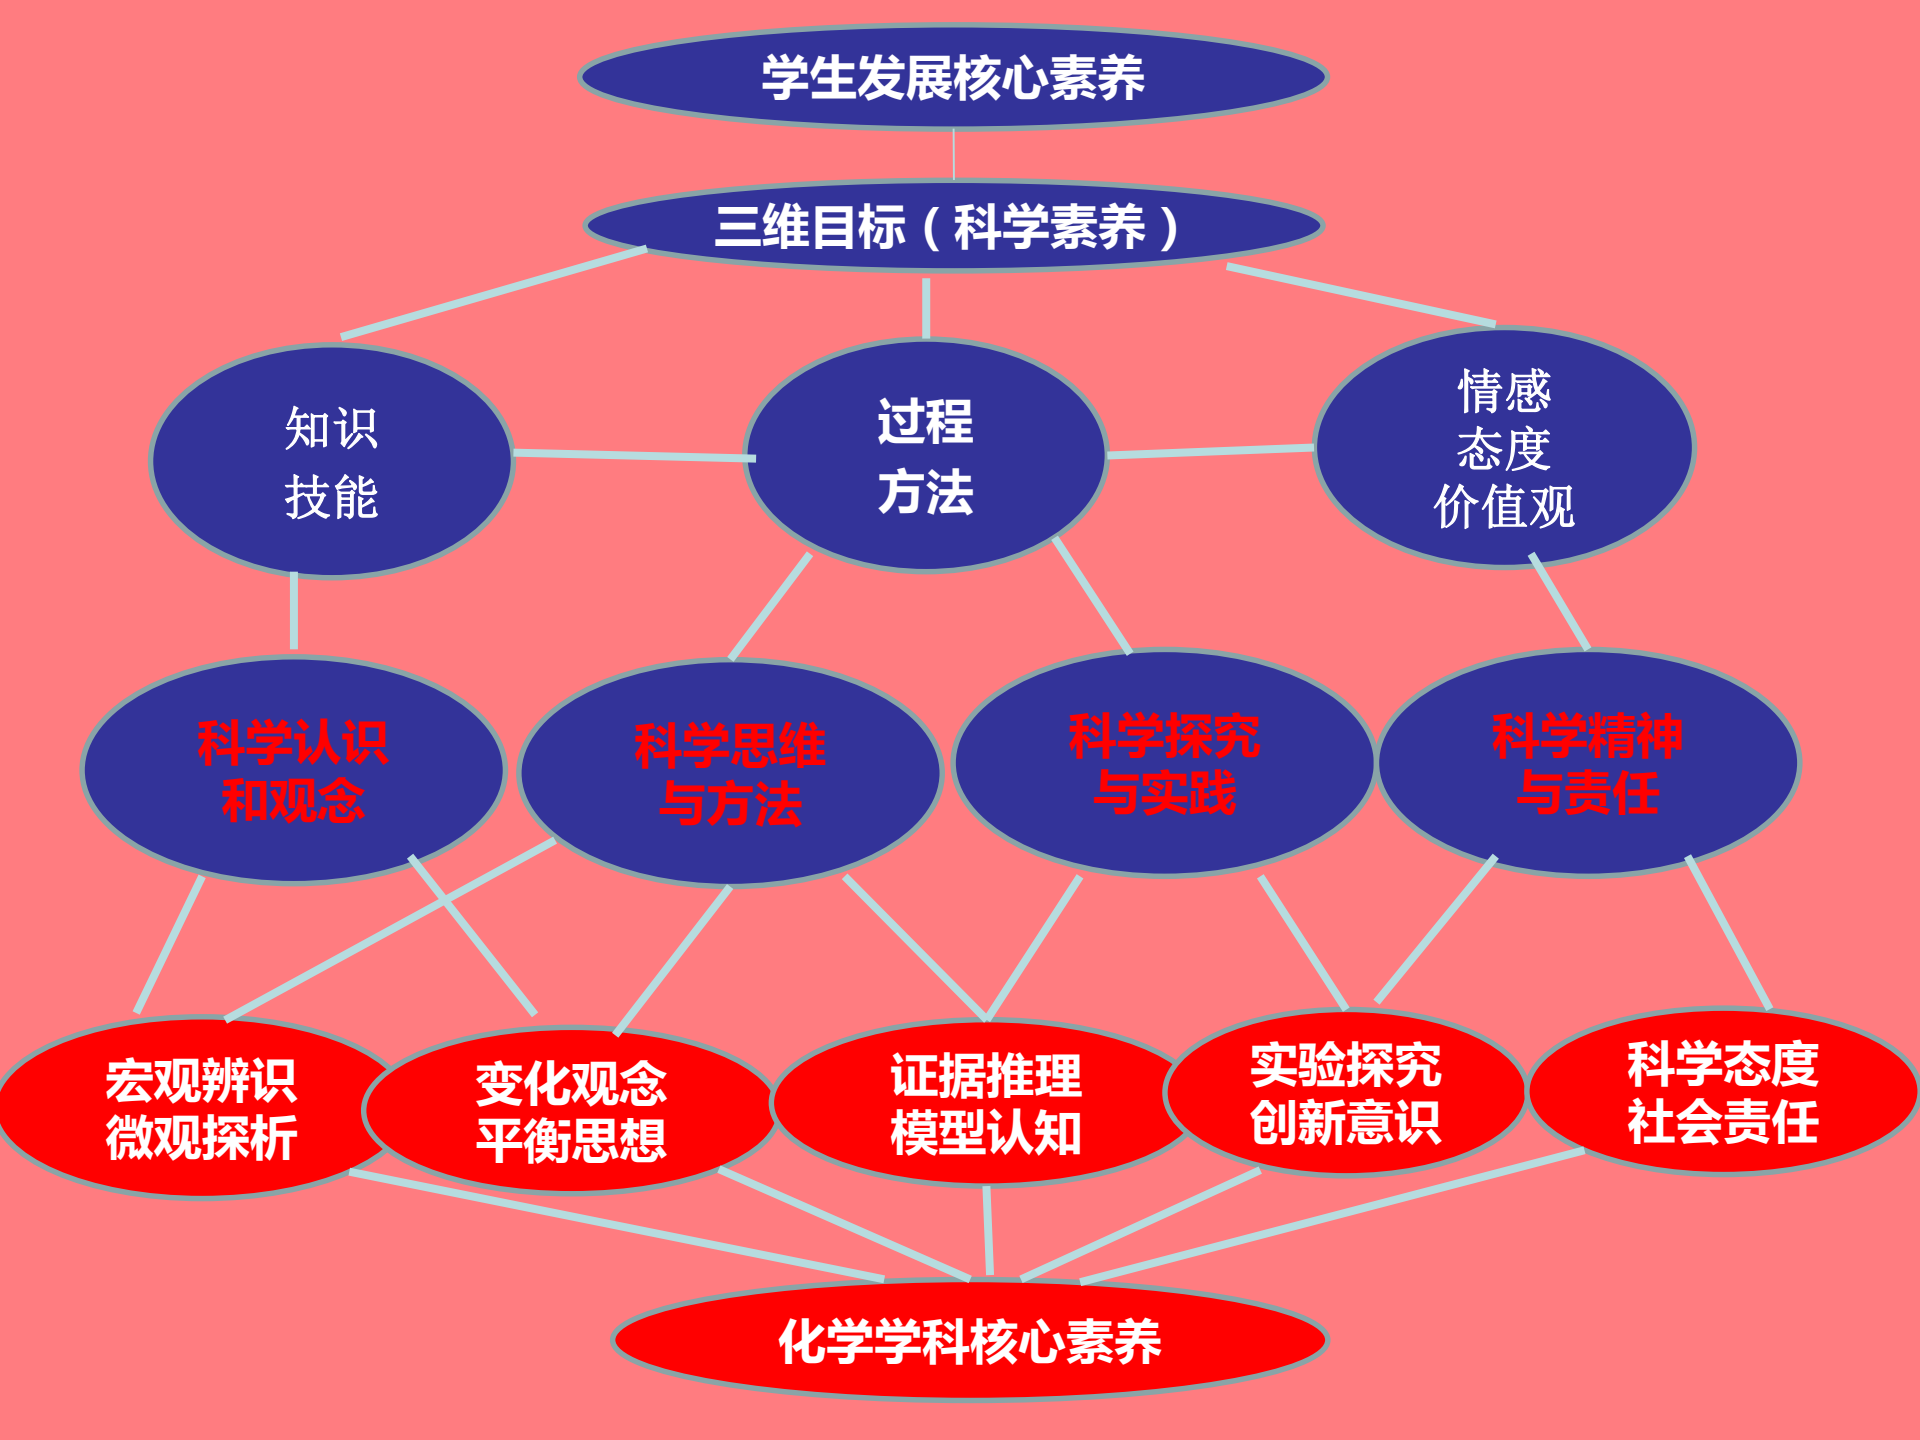 学生发展核心素养
三维目标（科学素养）
知识
技能
过程
方法
情感
态度
价值观
科学认识
和观念
科学思维
与方法
科学探究
与实践
科学精神
与责任
宏观辨识
微观探析
变化观念
平衡思想
证据推理
模型认知
实验探究
创新意识
科学态度
社会责任
化学学科核心素养